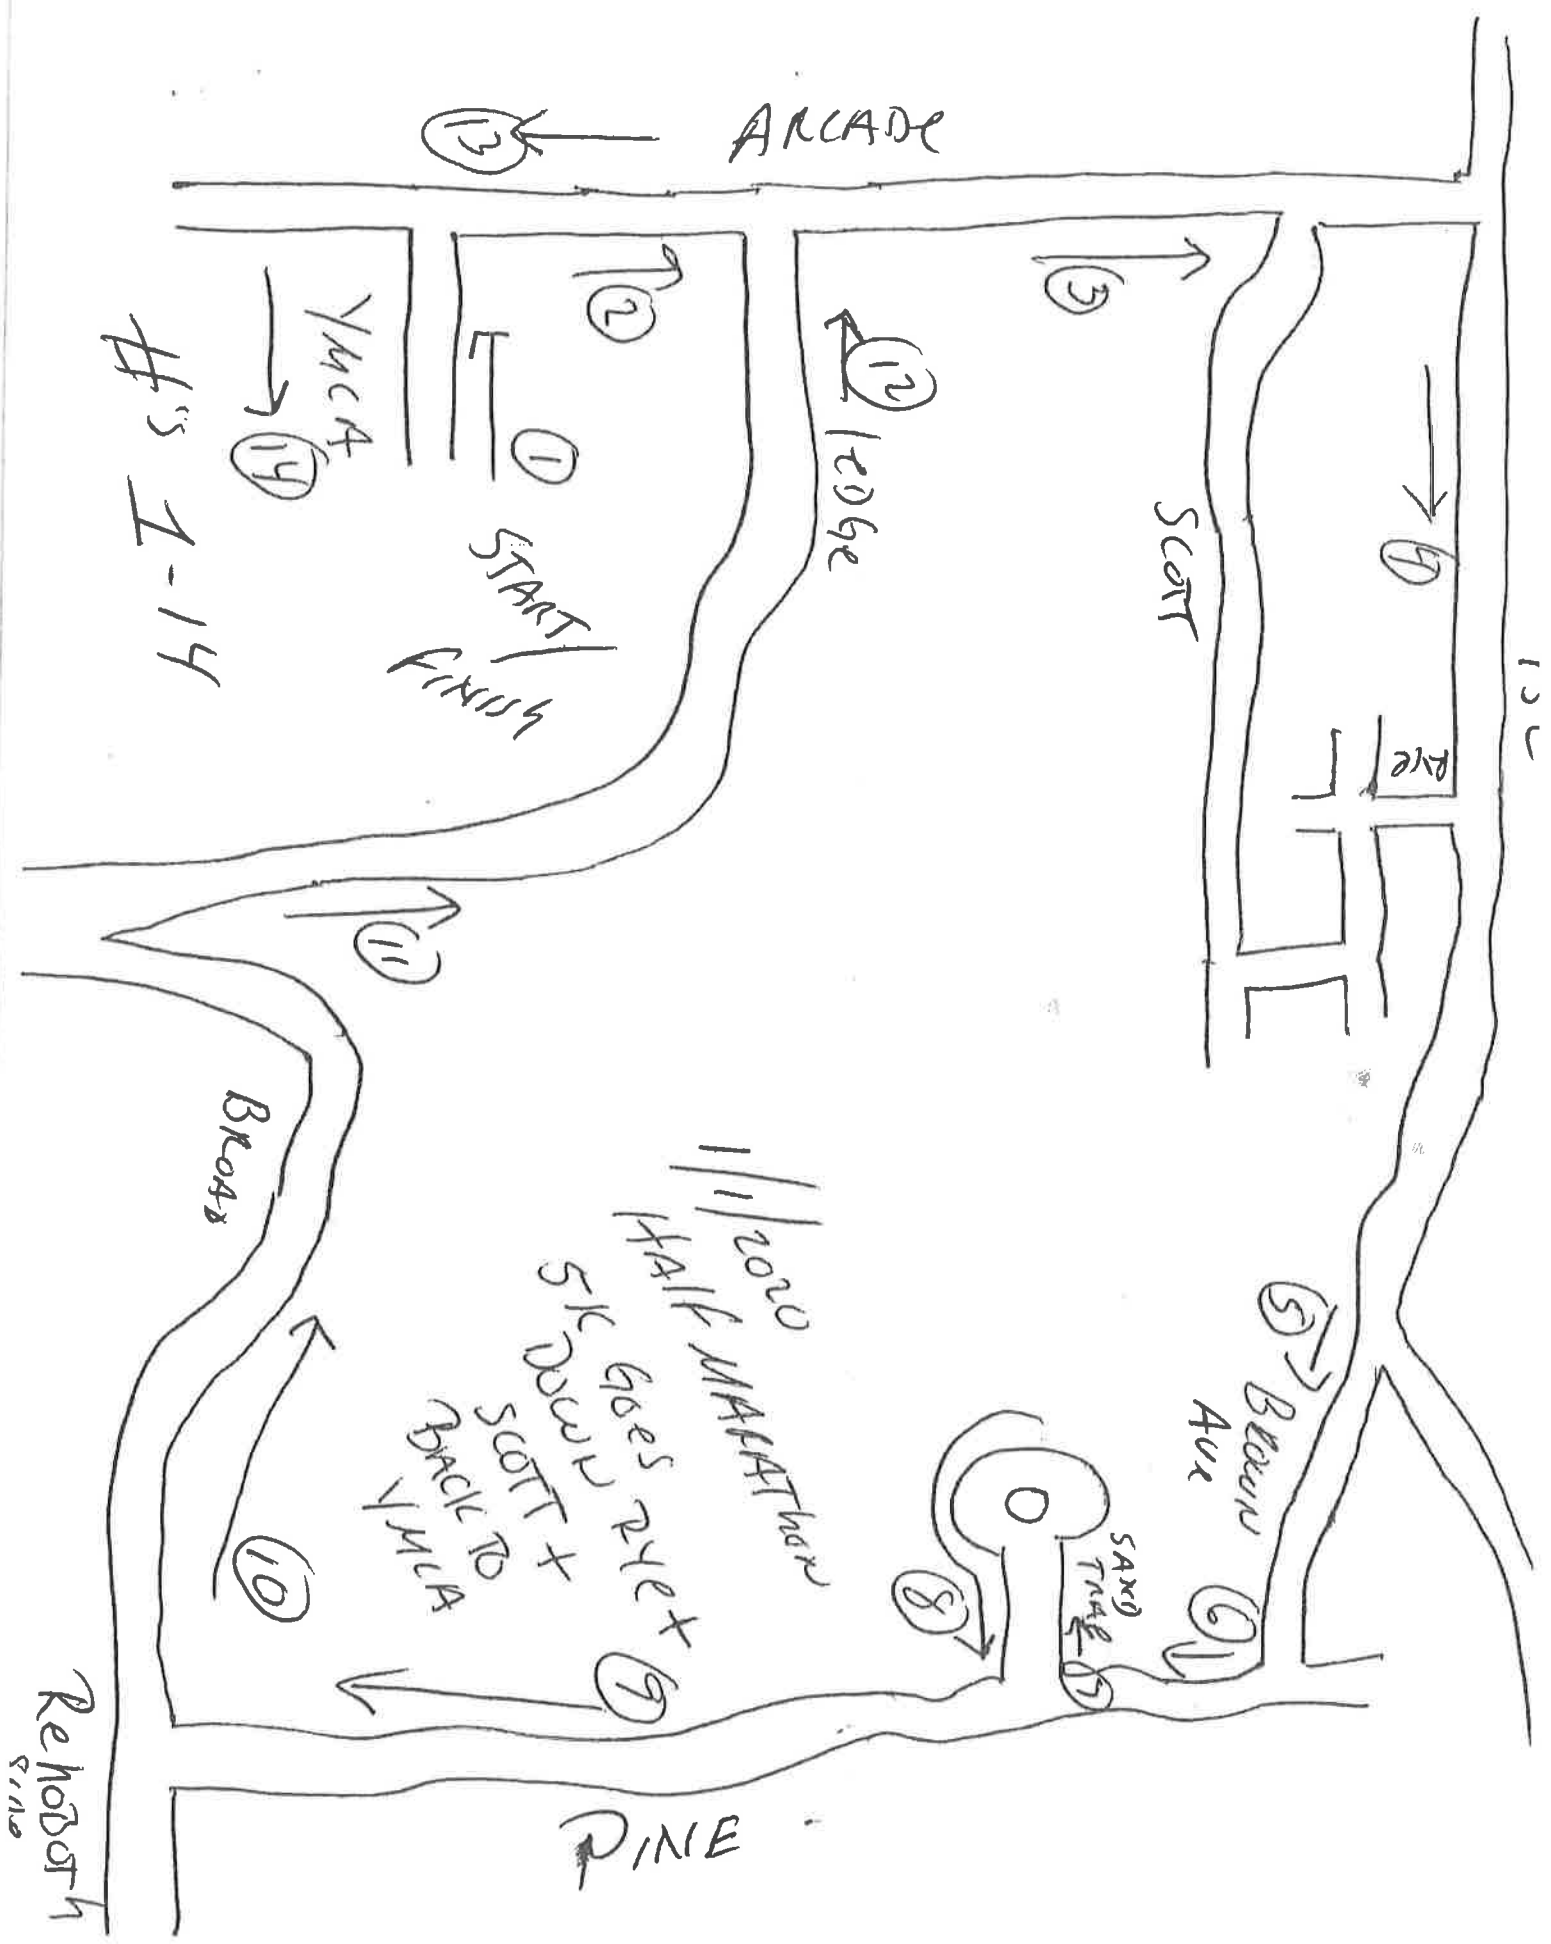 ARCADE
13
2
3
1
12
YMCA
14
#'s 1-14
START/
FINISH
LEDGE
SCOTT
4
RYE
11
BROAD
10
1/1/2020
HALF MARATHON
5K GOES
DOWN RYE +
SCOTT +
BACK TO
YMCA
5
BROWN
AVE
6
SAND
TRAP
7
8
9
PINE
Rehoboth